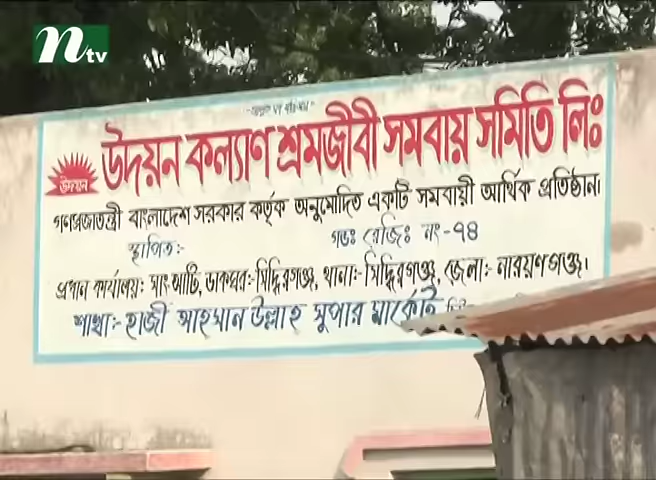 ntv
উদয়ন কল্যাণ শ্রমজীবী সমবায় সমিতি লিঃ
উদয়ন
গণপ্রজাতন্ত্রী বাংলাদেশ সরকার কর্তৃক অনুমোদিত একটি সমবায়ী আর্থিক প্রতিষ্ঠান।
স্থাপিত:- গভঃ রেজিঃ নং-৭৪
প্রধান কার্যালয়: সাং-আটি, ডাকঘর:-সিদ্ধিরগঞ্জ, থানা:-সিদ্ধিরগঞ্জ, জেলা:- নারায়ণগঞ্জ।
শাখা:- হাজী আহসান উল্লাহ সুপার মার্কেট